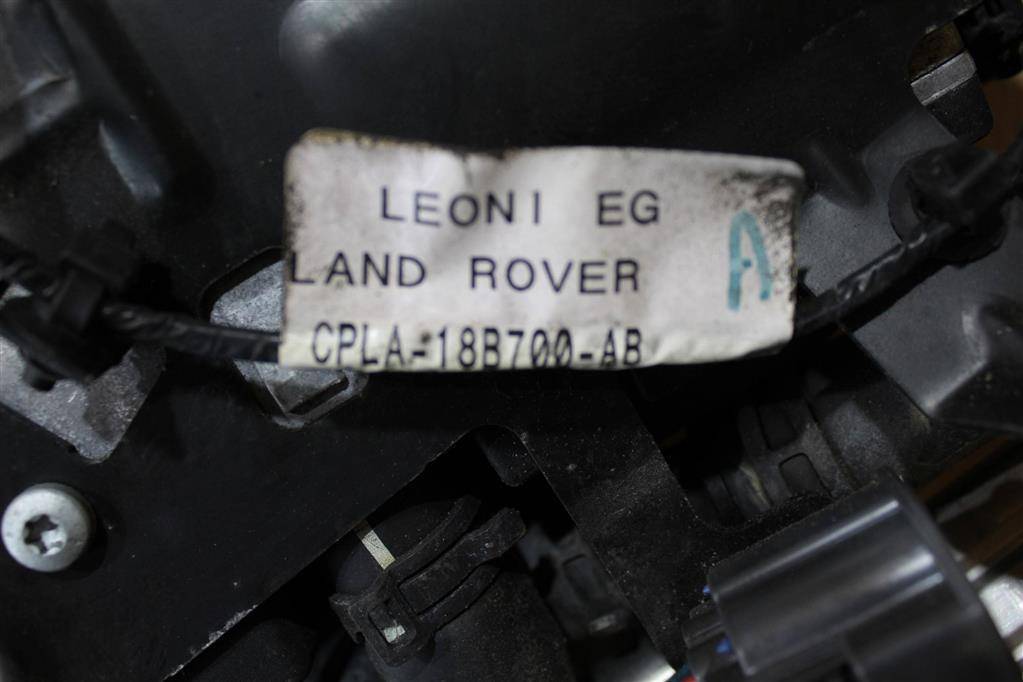 LEONI EG
LAND ROVER
A
CPLA-18B700-AB